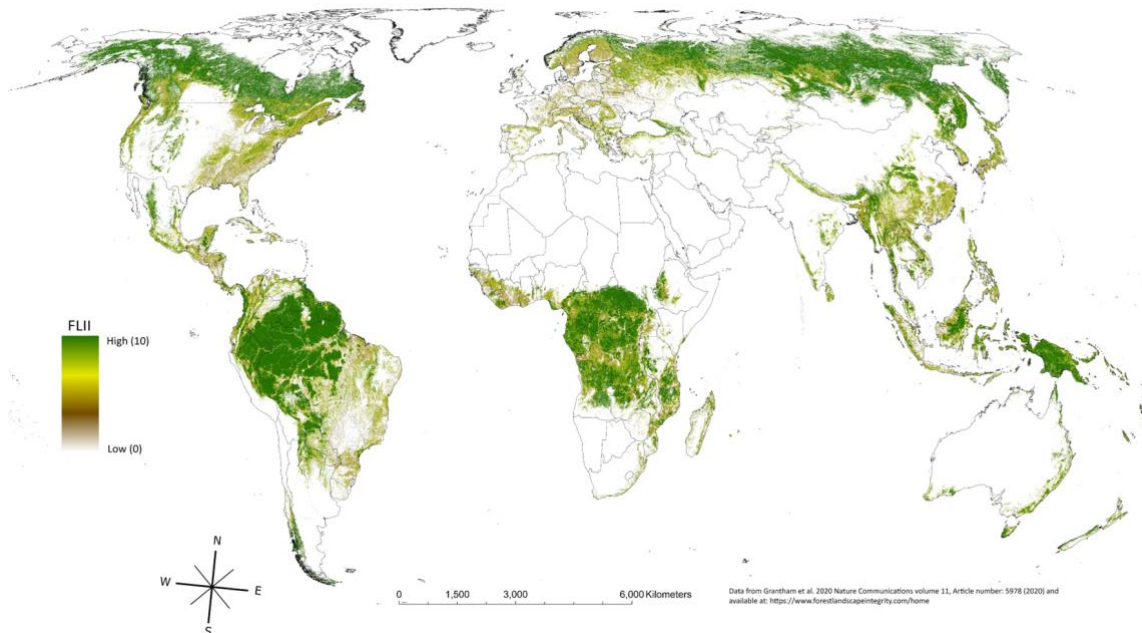 FLII
High (10)
Low (0)
N
W
E
S
0 1,500 3,000 6,000 Kilometers
Data from Grantham et al. 2020 Nature Communications volume 11, Article number: 5978 (2020) and
available at: https://www.forestlandscapeintegrity.com/home